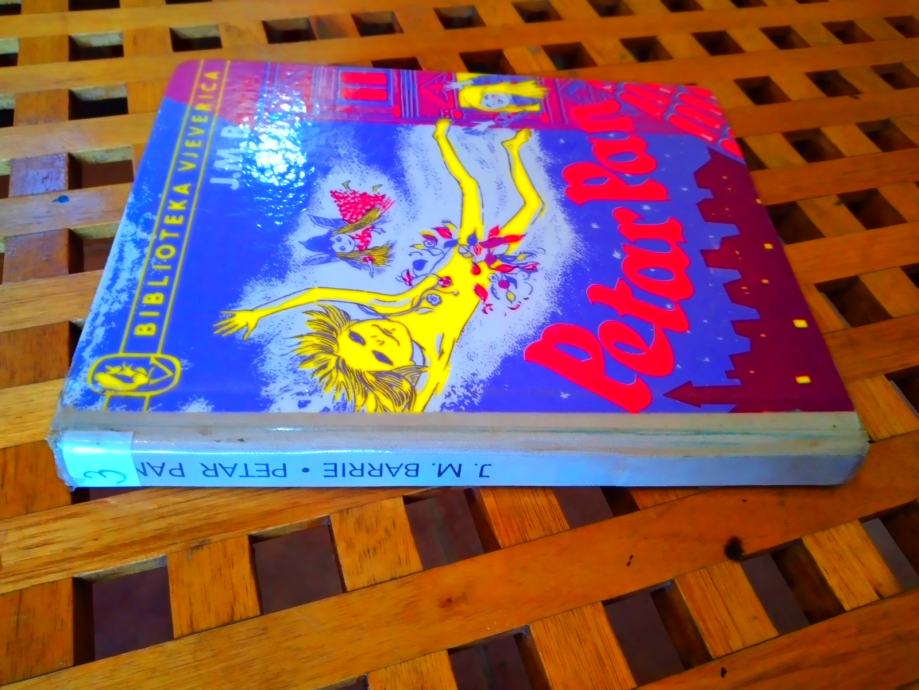 BIBLIOTEKA VJEVERICA
J.M.
Petar Pan
J. M. BARRIE • PETAR PAN
3